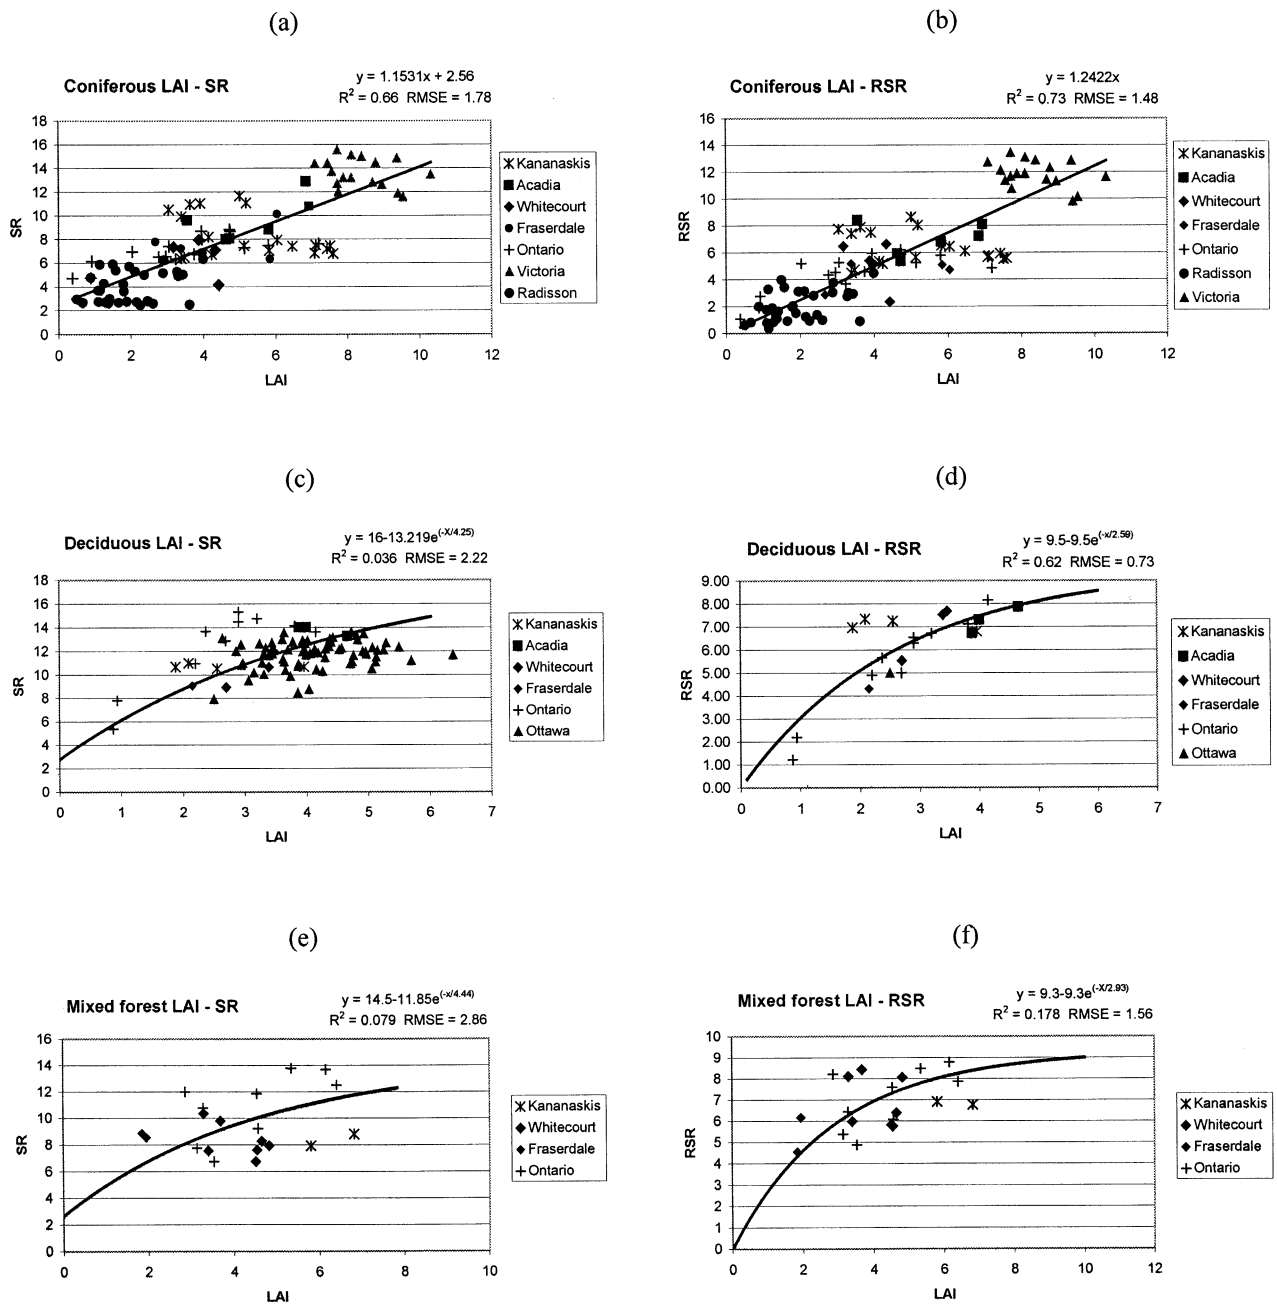 (a)
Coniferous LAI - SR
y = 1.1531x + 2.56
R² = 0.66 RMSE = 1.78
18
16
14
12
10
8
6
4
2
0
SR
0 2 4 6 8 10 12
LAI
Kananaskis
Acadia
Whitecourt
Fraserdale
Ontario
Victoria
Radisson
(b)
Coniferous LAI - RSR
y = 1.2422x
R² = 0.73 RMSE = 1.48
16
14
12
10
8
6
4
2
0
RSR
0 2 4 6 8 10 12
LAI
Kananaskis
Acadia
Whitecourt
Fraserdale
Ontario
Radisson
Victoria
(c)
Deciduous LAI - SR
y = 16-13.219e^(-X/4.25)
R² = 0.036 RMSE = 2.22
18
16
14
12
10
8
6
4
2
0
SR
0 1 2 3 4 5 6 7
LAI
Kananaskis
Acadia
Whitecourt
Fraserdale
Ontario
Ottawa
(d)
Deciduous LAI - RSR
y = 9.5-9.5e^(-x/2.59)
R² = 0.62 RMSE = 0.73
9.00
8.00
7.00
6.00
5.00
4.00
3.00
2.00
1.00
0.00
RSR
0 1 2 3 4 5 6 7
LAI
Kananaskis
Acadia
Whitecourt
Fraserdale
Ontario
Ottawa
(e)
Mixed forest LAI - SR
y = 14.5-11.85e^(-x/4.44)
R² = 0.079 RMSE = 2.86
16
14
12
10
8
6
4
2
0
SR
0 2 4 6 8 10
LAI
Kananaskis
Whitecourt
Fraserdale
Ontario
(f)
Mixed forest LAI - RSR
y = 9.3-9.3e^(-X/2.93)
R² = 0.178 RMSE = 1.56
10
9
8
7
6
5
4
3
2
1
0
RSR
0 2 4 6 8 10 12
LAI
Kananaskis
Whitecourt
Fraserdale
Ontario